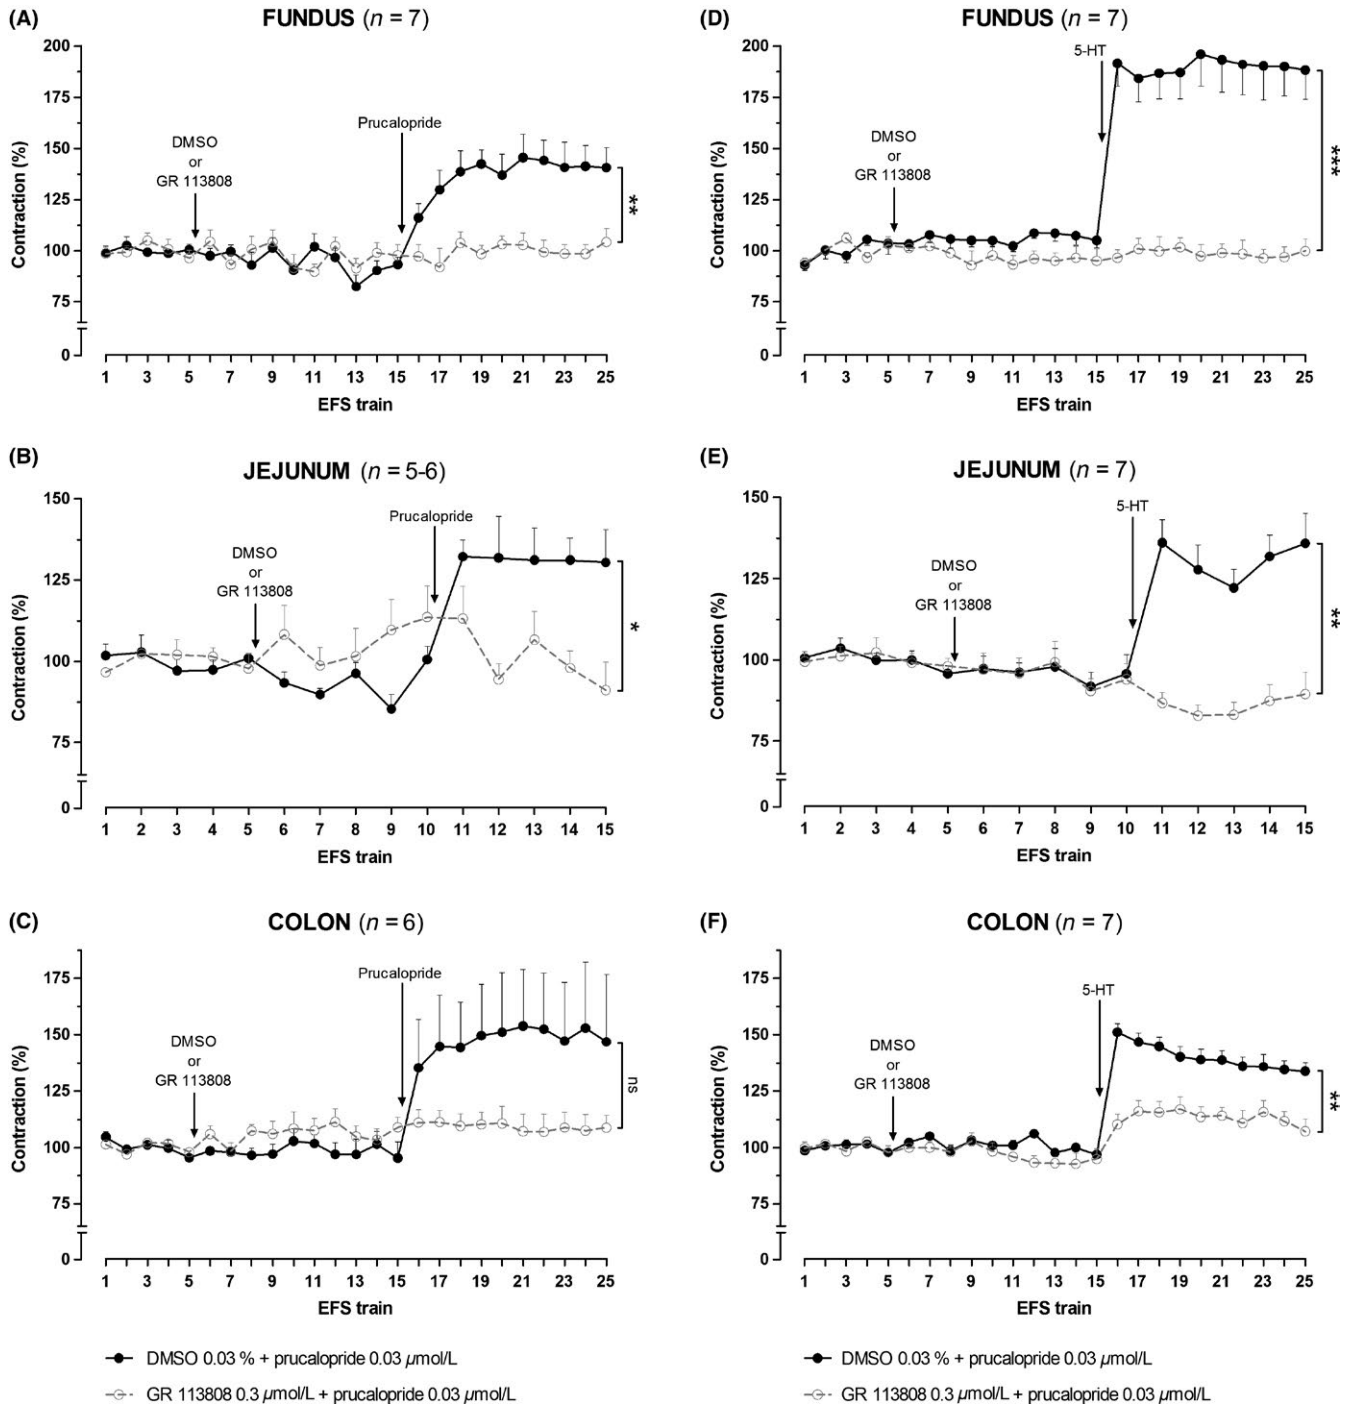 (A)
FUNDUS (n = 7)
200
175
150
125
100
75
0
Contraction (%)
DMSO
or
GR 113808
Prucalopride
**
1 3 5 7 9 11 13 15 17 19 21 23 25
EFS train
(D)
FUNDUS (n = 7)
200
175
150
125
100
75
0
Contraction (%)
DMSO
or
GR 113808
5-HT
***
1 3 5 7 9 11 13 15 17 19 21 23 25
EFS train
(B)
JEJUNUM (n = 5-6)
150
125
100
75
0
Contraction (%)
DMSO
or
GR 113808
Prucalopride
*
1 2 3 4 5 6 7 8 9 10 11 12 13 14 15
EFS train
(E)
JEJUNUM (n = 7)
150
125
100
75
0
Contraction (%)
DMSO
or
GR 113808
5-HT
**
1 2 3 4 5 6 7 8 9 10 11 12 13 14 15
EFS train
(C)
COLON (n = 6)
175
150
125
100
75
0
Contraction (%)
DMSO
or
GR 113808
Prucalopride
ns
1 3 5 7 9 11 13 15 17 19 21 23 25
EFS train
(F)
COLON (n = 7)
175
150
125
100
75
0
Contraction (%)
DMSO
or
GR 113808
5-HT
**
1 3 5 7 9 11 13 15 17 19 21 23 25
EFS train
DMSO 0.03 % + prucalopride 0.03 µmol/L
GR 113808 0.3 µmol/L + prucalopride 0.03 µmol/L
DMSO 0.03 % + prucalopride 0.03 µmol/L
GR 113808 0.3 µmol/L + prucalopride 0.03 µmol/L